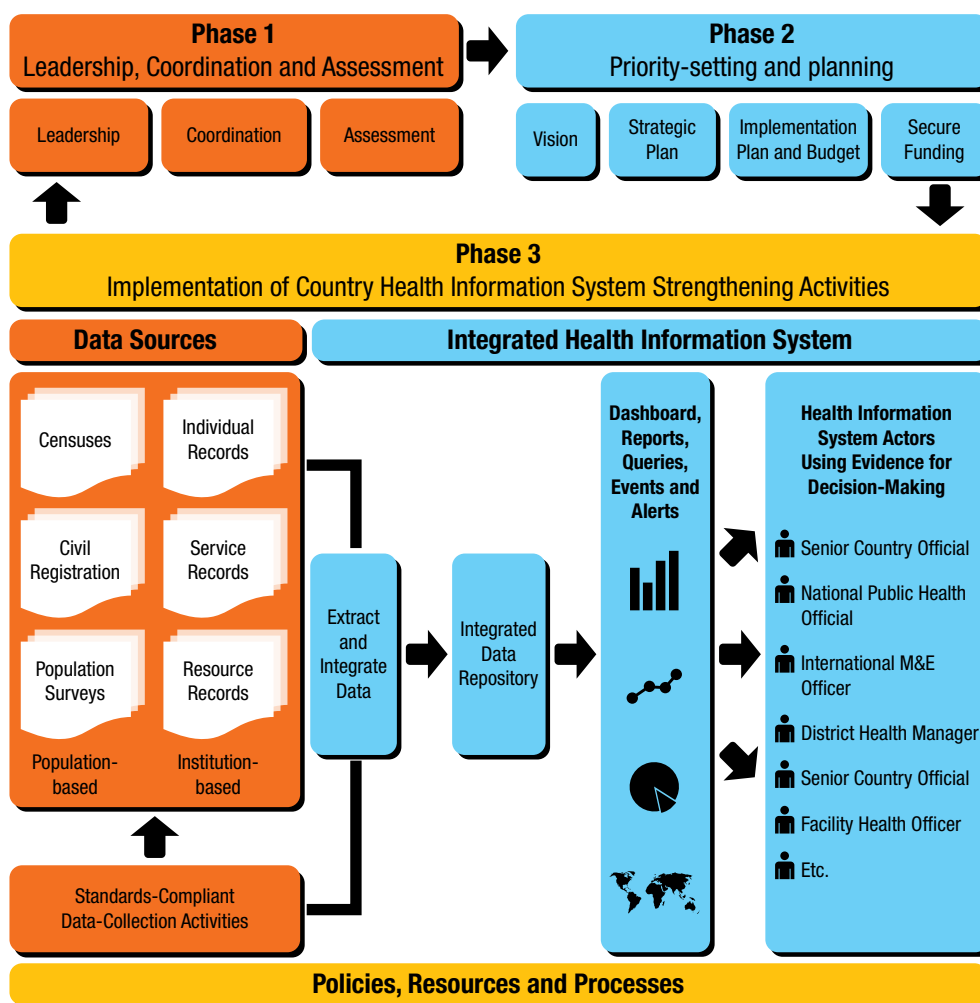 Phase 1
Leadership, Coordination and Assessment
Phase 2
Priority-setting and planning
Leadership
Coordination
Assessment
Vision
Strategic
Plan
Implementation
Plan and Budget
Secure
Funding
Phase 3
Implementation of Country Health Information System Strengthening Activities
Data Sources
Integrated Health Information System
Censuses
Individual
Records
Civil
Registration
Service
Records
Population
Surveys
Resource
Records
Population-
based
Institution-
based
Standards-Compliant
Data-Collection Activities
Extract
and
Integrate
Data
Integrated
Data
Repository
Dashboard,
Reports,
Queries,
Events and
Alerts
Health Information
System Actors
Using Evidence for
Decision-Making
Senior Country Official
National Public Health
Official
International M&E
Officer
District Health Manager
Senior Country Official
Facility Health Officer
Etc.
Policies, Resources and Processes